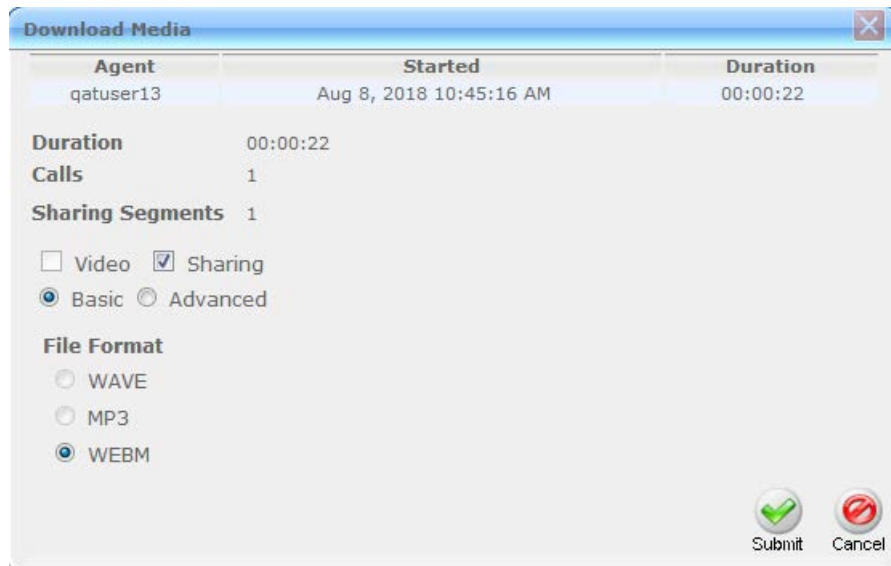 Download Media
Agent Started Duration
qatuser13 Aug 8, 2018 10:45:16 AM 00:00:22
Duration 00:00:22
Calls 1
Sharing Segments 1
Video Sharing
Basic Advanced
File Format
WAVE
MP3
WEBM
Submit Cancel